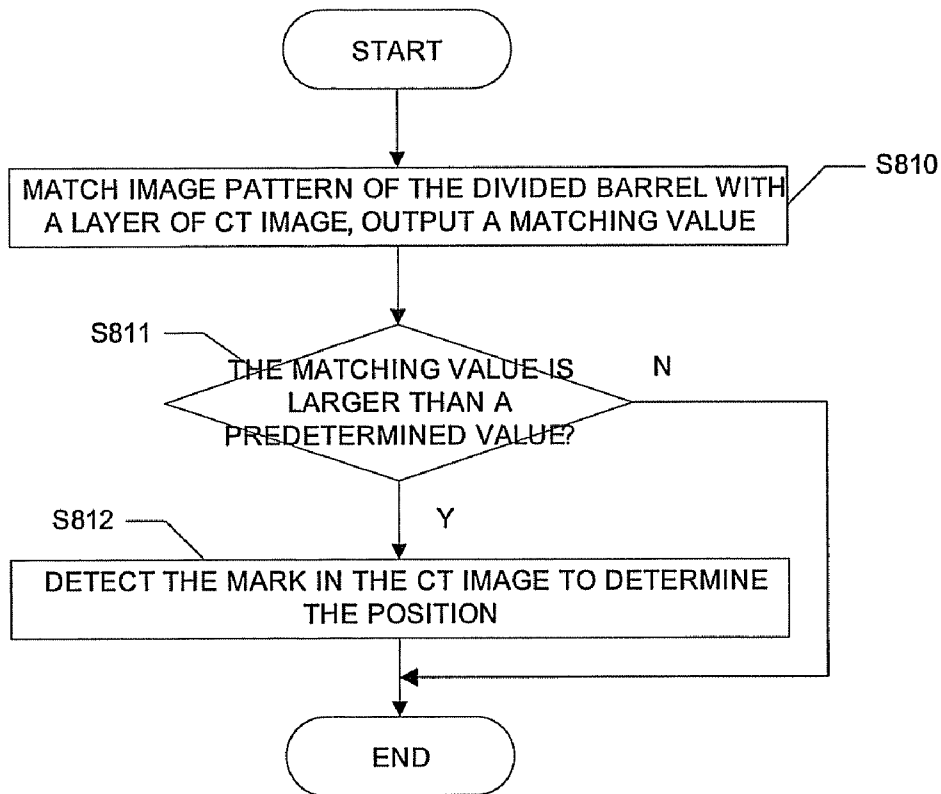 START
S810
MATCH IMAGE PATTERN OF THE DIVIDED BARREL WITH
A LAYER OF CT IMAGE, OUTPUT A MATCHING VALUE
S811
THE MATCHING VALUE IS
LARGER THAN A
PREDETERMINED VALUE?
N
Y
S812
DETECT THE MARK IN THE CT IMAGE TO DETERMINE
THE POSITION
END